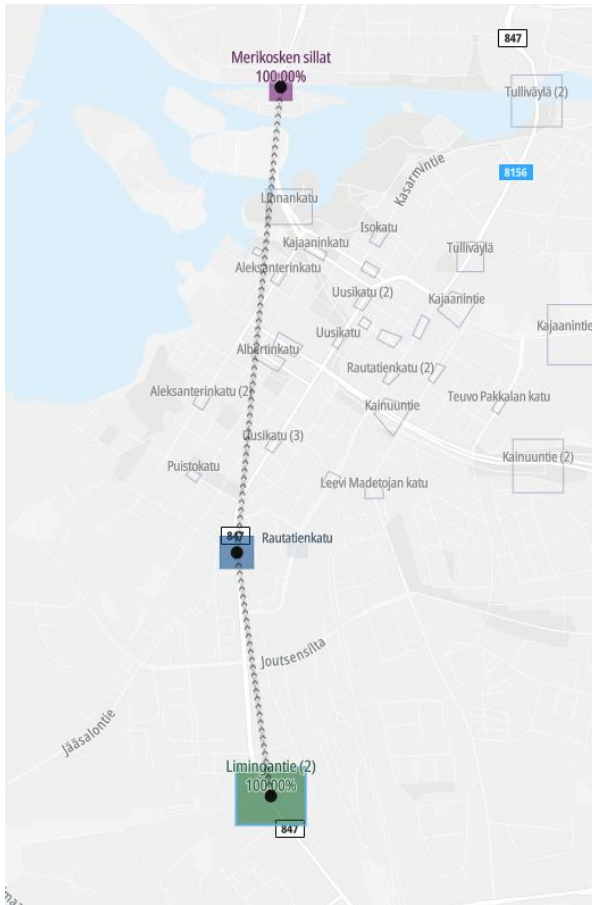 847
Merikosken sillat
100.00%
Tulliväylä (2)
8156
Kasarmintie
Linnankatu
Isokatu
Kajaaninkatu
Tulliväylä
Aleksanterinkatu
Uusikatu (2)
Kajaanintie
Kajaanintie
Uusikatu
Albertinkatu
Rautatienkatu (2)
Aleksanterinkatu (2)
Teuvo Pakkalan katu
Kainuuntie
Uusikatu (3)
Kainuuntie (2)
Puistokatu
Leevi Madetojan katu
847
Rautatienkatu
Joutsensilta
Jääsalontie
Limingantie (2)
100.00%
847